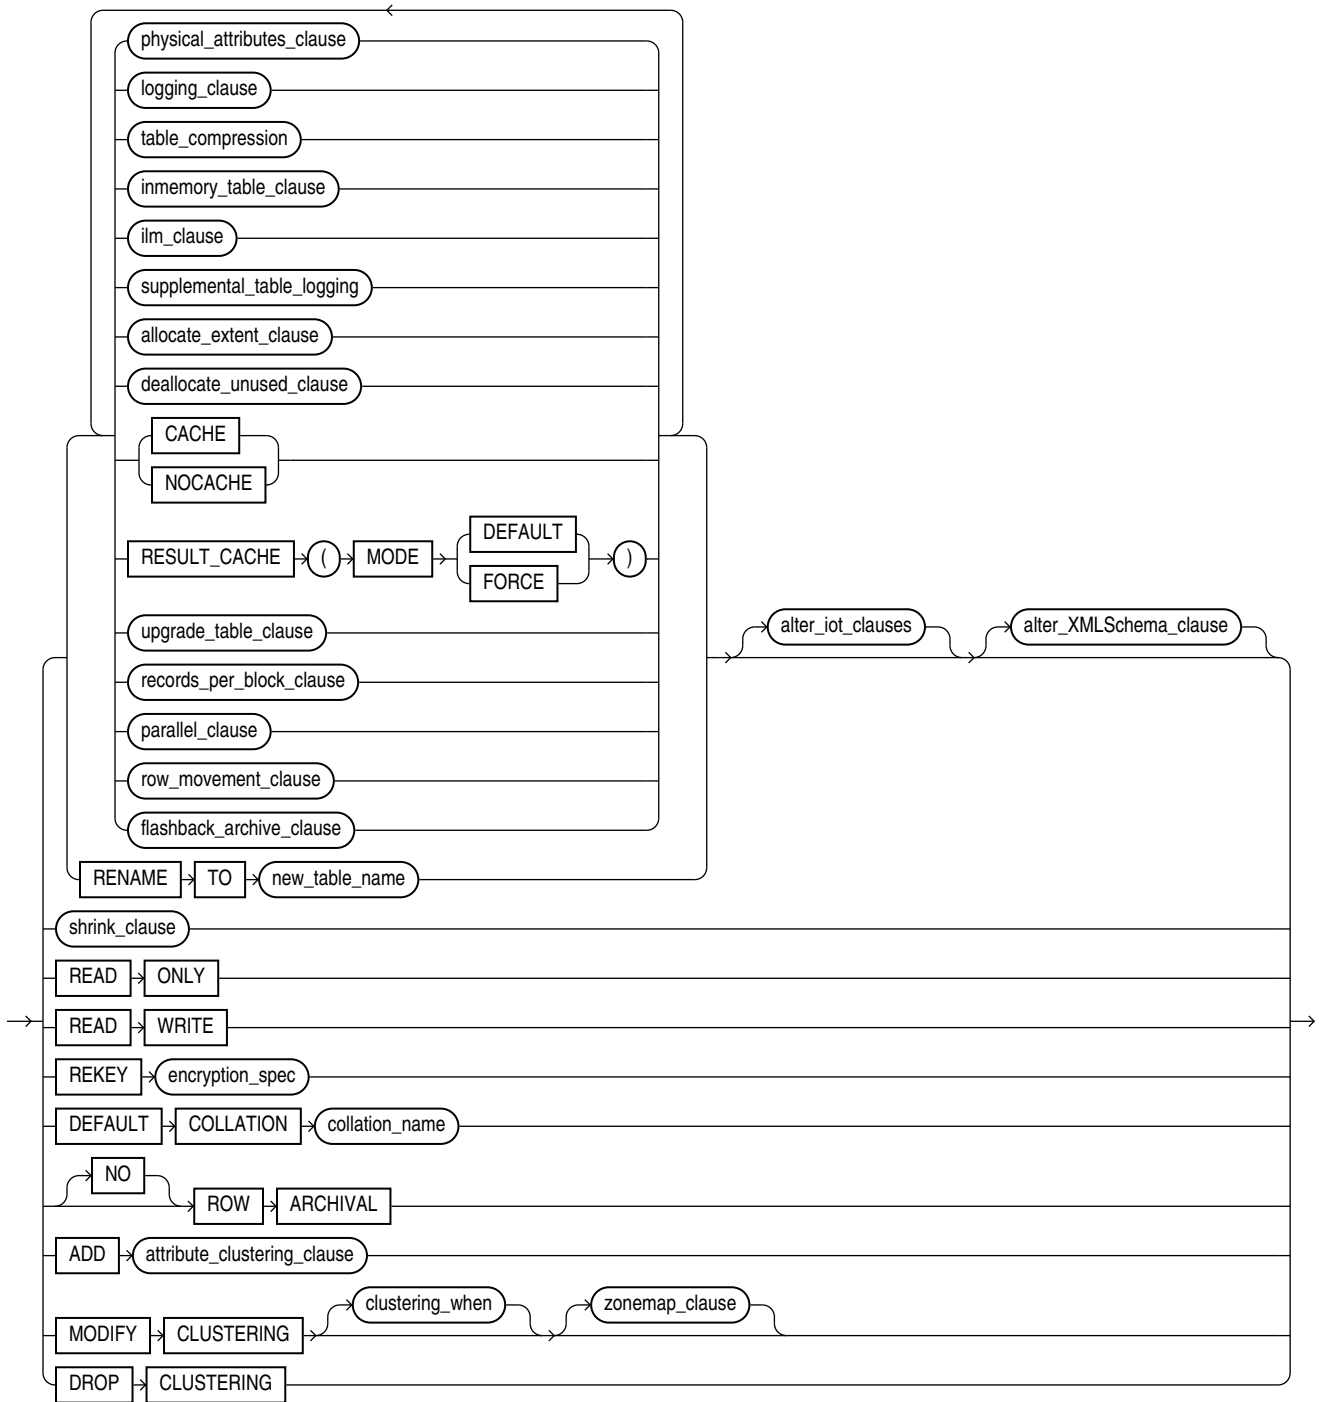 physical_attributes_clause
logging_clause
table_compression
inmemory_table_clause
ilm_clause
supplemental_table_logging
allocate_extent_clause
deallocate_unused_clause
CACHE
NOCACHE
DEFAULT
RESULT_CACHE ( MODE )
FORCE
upgrade_table_clause alter_iot_clauses alter_XMLSchema_clause
records_per_block_clause
parallel_clause
row_movement_clause
flashback_archive_clause
RENAME TO new_table_name
shrink_clause
READ ONLY
READ WRITE
REKEY encryption_spec
DEFAULT COLLATION collation_name
NO
ROW ARCHIVAL
ADD attribute_clustering_clause
clustering_when zonemap_clause
MODIFY CLUSTERING
DROP CLUSTERING